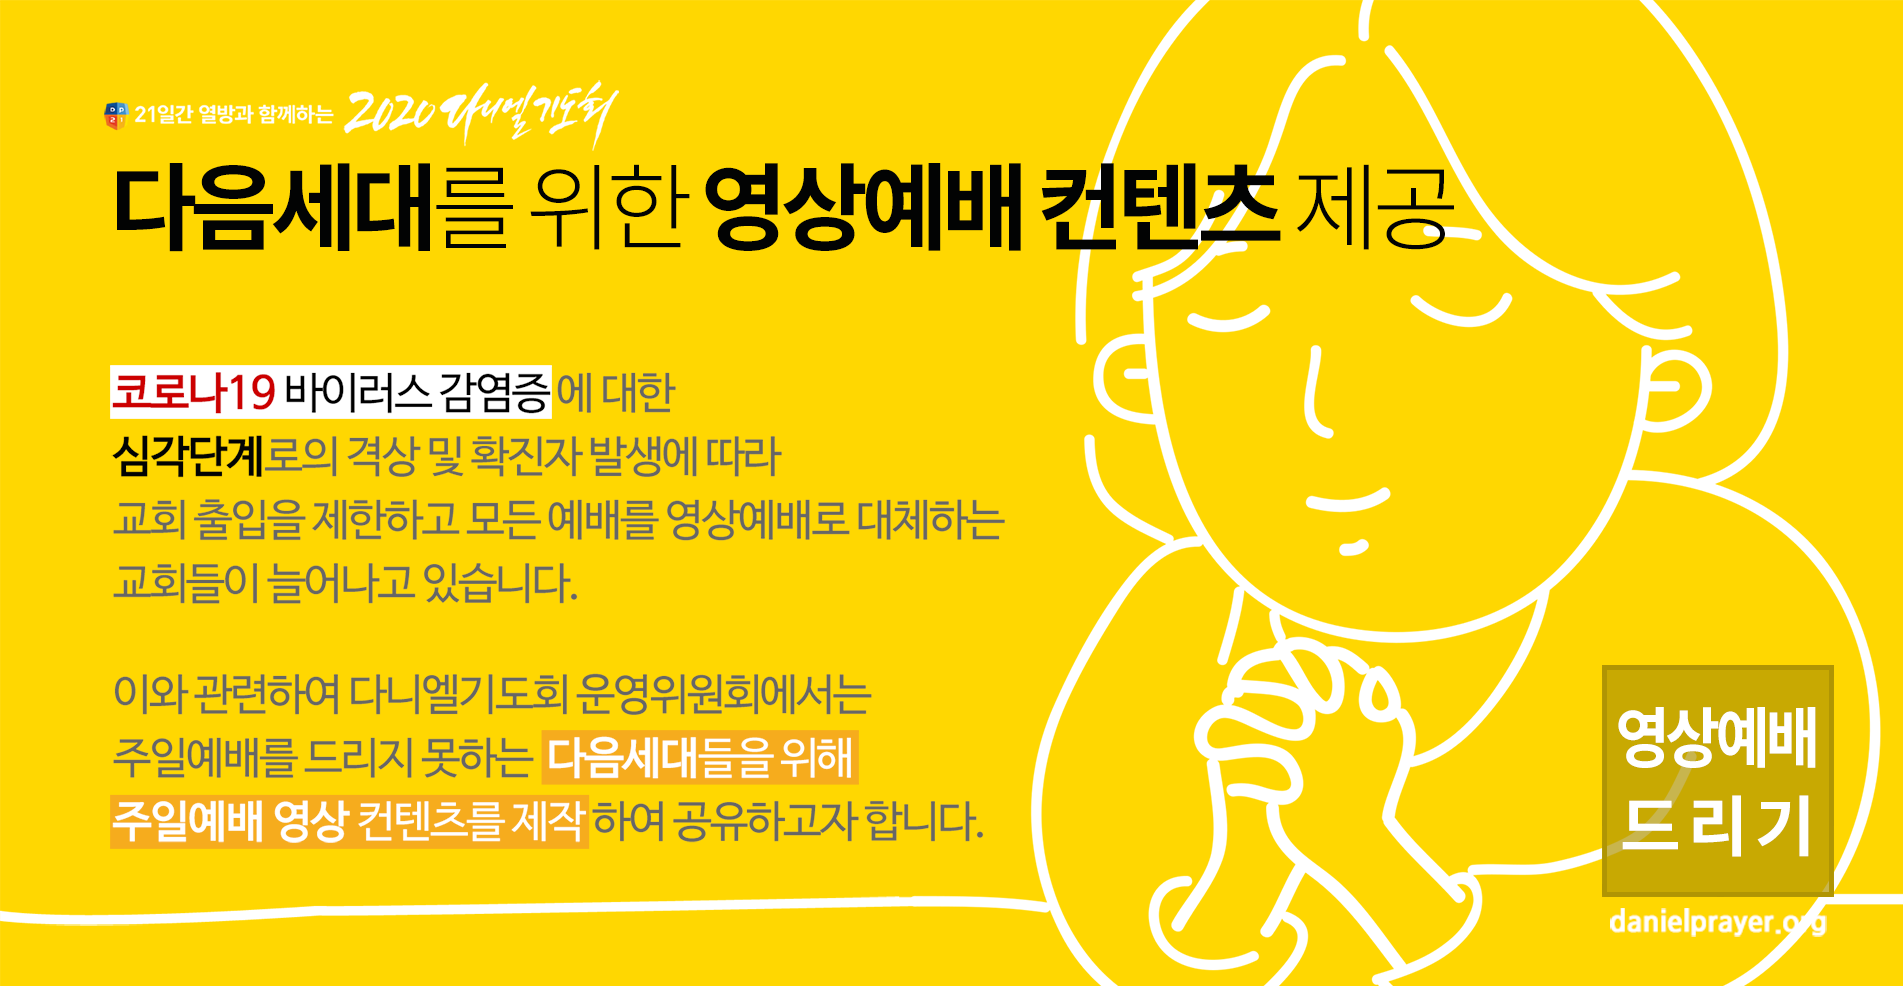 DP
21
21일간 열방과 함께하는 2020 다니엘기도회
다음세대를 위한 영상예배 컨텐츠 제공
코로나19 바이러스 감염증에 대한
심각단계로의 격상 및 확진자 발생에 따라
교회 출입을 제한하고 모든 예배를 영상예배로 대체하는
교회들이 늘어나고 있습니다.
이와 관련하여 다니엘기도회 운영위원회에서는
주일예배를 드리지 못하는 다음세대들을 위해
주일예배 영상 컨텐츠를 제작하여 공유하고자 합니다.
영상예배
드리기
danielprayer.org